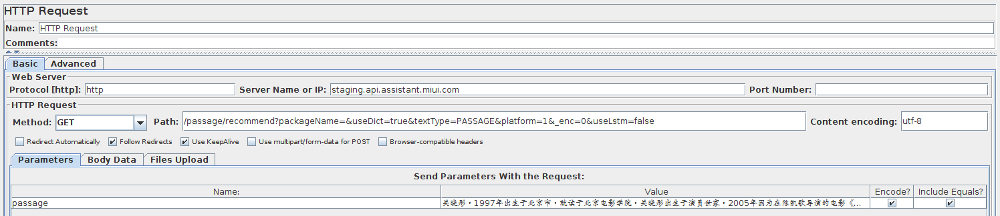 HTTP Request
Name: HTTP Request
Comments:
Basic Advanced
Web Server
Protocol [http]: http Server Name or IP: staging.api.assistant.miui.com Port Number:
HTTP Request
Method: GET Path: /passage/recommend?packageName=&useDict=true&textType=PASSAGE&platform=1&_enc=0&useLstm=false Content encoding: utf-8
Redirect Automatically Follow Redirects Use KeepAlive Use multipart/form-data for POST Browser-compatible headers
Parameters Body Data Files Upload
Send Parameters With the Request:
Name: Value Encode? Include Equals?
passage 关晓彤，1997年出生于北京市，就读于北京电影学院，关晓彤出生于演员世家，2005年因为在陈凯歌导演的电影《...